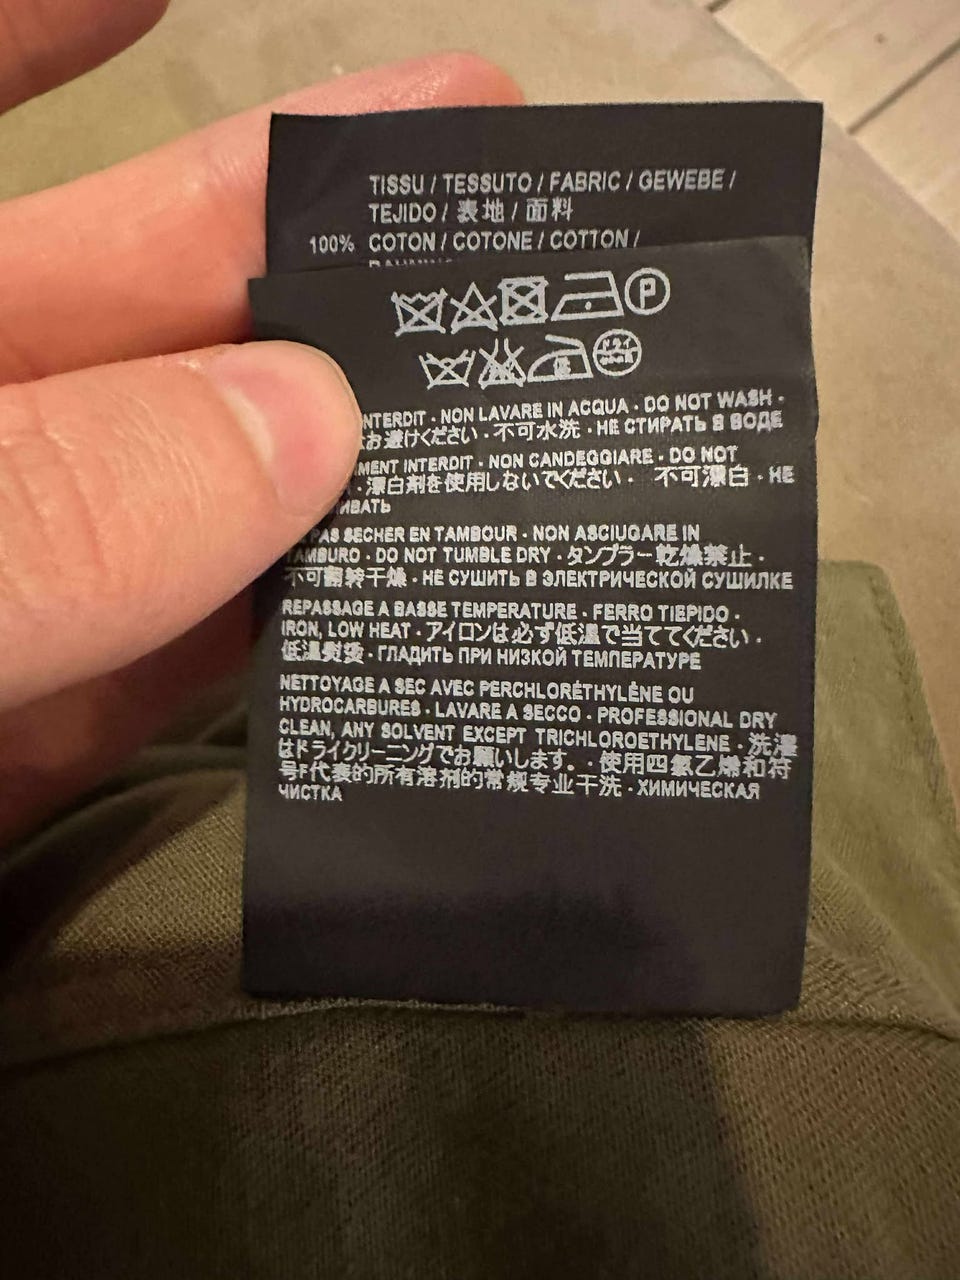 TISSU / TESSUTO / FABRIC / GEWEBE /
TEJIDO / 表地 / 面料
100% COTON / COTONE / COTTON /
P
ドライ
NTERDIT - NON LAVARE IN ACQUA - DO NOT WASH -
お避けください - 不可水洗 - НЕ СТИРАТЬ В ВОДЕ
MENT INTERDIT - NON CANDEGGIARE - DO NOT
- 漂白剤を使用しないでください - 不可漂白 - НЕ
ИВАТЬ
PAS SECHER EN TAMBOUR - NON ASCIUGARE IN
TAMBURO - DO NOT TUMBLE DRY - タンブラー乾燥禁止 -
不可翻转干燥 - НЕ СУШИТЬ В ЭЛЕКТРИЧЕСКОЙ СУШИЛКЕ
REPASSAGE A BASSE TEMPERATURE - FERRO TIEPIDO -
IRON, LOW HEAT - アイロンは必ず低温で当ててください -
低温熨烫 - ГЛАДИТЬ ПРИ НИЗКОЙ ТЕМПЕРАТУРЕ
NETTOYAGE A SEC AVEC PERCHLORÉTHYLÈNE OU
HYDROCARBURES - LAVARE A SECCO - PROFESSIONAL DRY
CLEAN, ANY SOLVENT EXCEPT TRICHLOROETHYLENE - 洗濯
はドライクリーニングでお願いします。 - 使用四氯乙烯和符
号F代表的所有溶剂的常规专业干洗 - ХИМИЧЕСКАЯ
ЧИСТКА